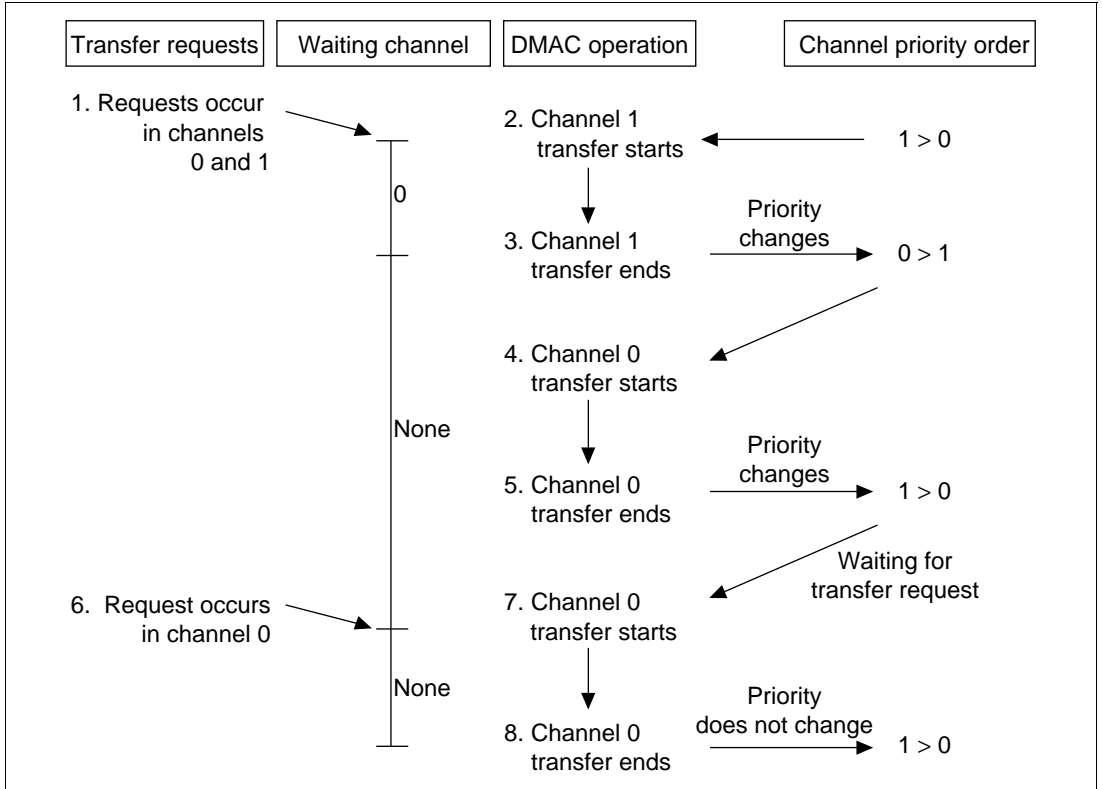 Transfer requests
Waiting channel
DMAC operation
Channel priority order
1. Requests occur
in channels
0 and 1
0
2. Channel 1
transfer starts
1 > 0
3. Channel 1
transfer ends
Priority
changes
0 > 1
None
4. Channel 0
transfer starts
5. Channel 0
transfer ends
Priority
changes
1 > 0
Waiting for
transfer request
6. Request occurs
in channel 0
None
7. Channel 0
transfer starts
8. Channel 0
transfer ends
Priority
does not change
1 > 0